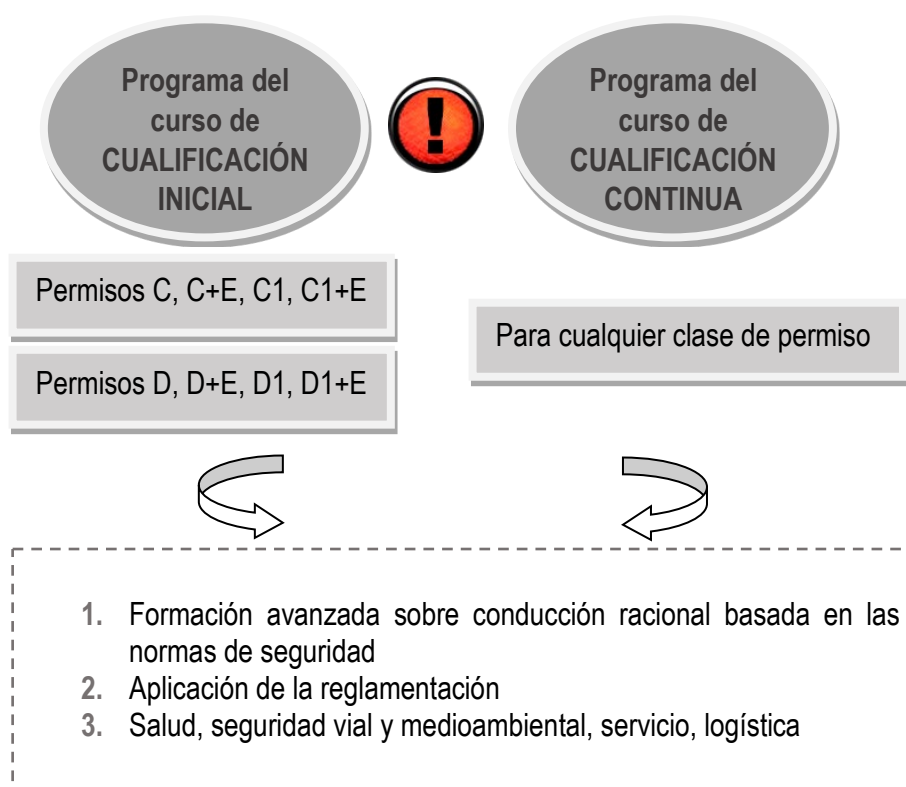 Programa del
curso de
CUALIFICACIÓN
INICIAL
!
Programa del
curso de
CUALIFICACIÓN
CONTINUA
Permisos C, C+E, C1, C1+E
Permisos D, D+E, D1, D1+E
Para cualquier clase de permiso
1. Formación avanzada sobre conducción racional basada en las
normas de seguridad
2. Aplicación de la reglamentación
3. Salud, seguridad vial y medioambiental, servicio, logística